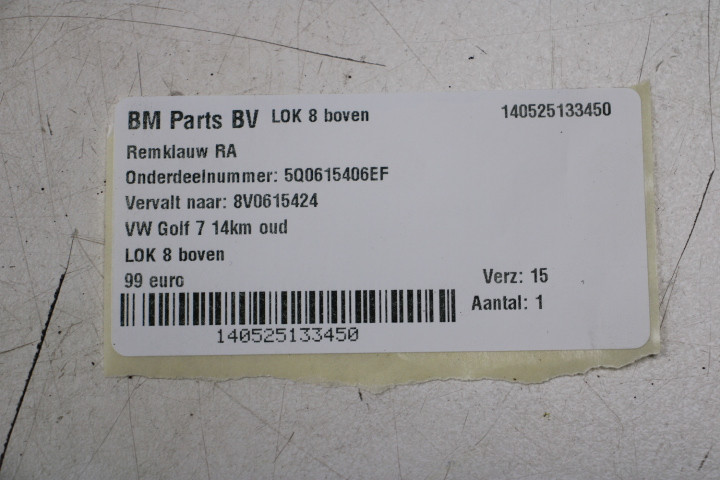 BM Parts BV LOK 8 boven 140525133450
Remklauw RA
Onderdeelnummer: 5Q0615406EF
Vervalt naar: 8V0615424
VW Golf 7 14km oud
LOK 8 boven
99 euro Verz: 15
Aantal: 1
140525133450